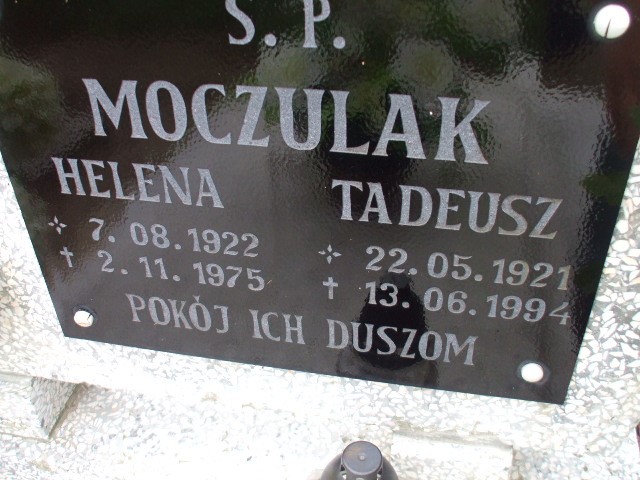 Ś. P.
MOCZULAK
HELENA TADEUSZ
7. 08. 1922 22. 05. 1921
2. 11. 1975 13. 06. 1994
POKÓJ ICH DUSZOM